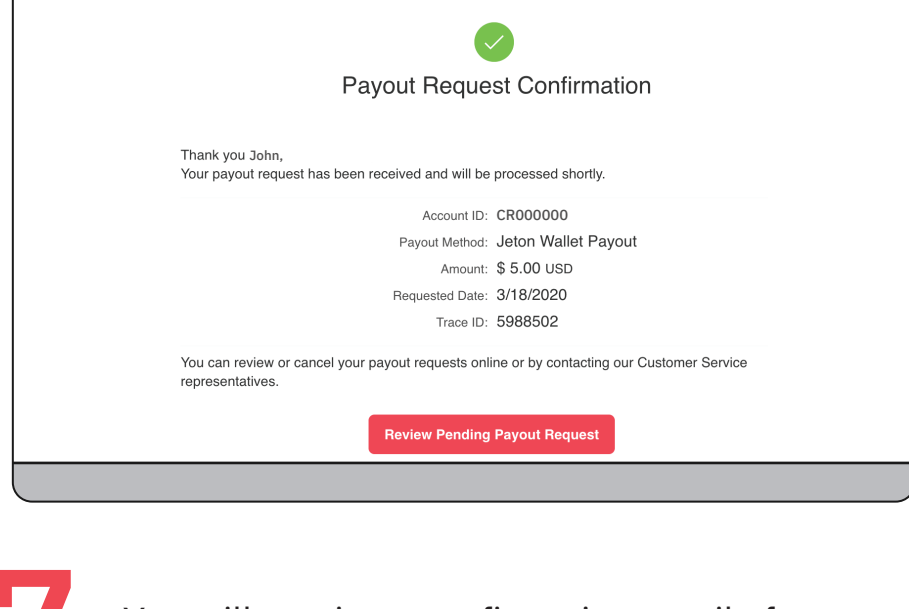 Payout Request Confirmation
Thank you John,
Your payout request has been received and will be processed shortly.
Account ID: CR000000
Payout Method: Jeton Wallet Payout
Amount: $ 5.00 USD
Requested Date: 3/18/2020
Trace ID: 5988502
You can review or cancel your payout requests online or by contacting our Customer Service
representatives.
Review Pending Payout Request
7